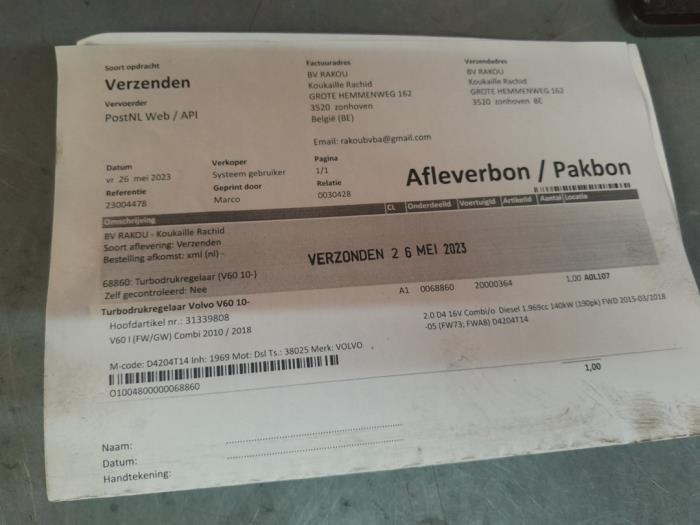 Soort opdracht
Verzenden
Vervoerder
PostNL Web / API
Factuuradres
BV RAKOU
Koukaille Rachid
GROTE HEMMENWEG 162
3520 zonhoven
België (BE)
Email: rakoubvba@gmail.com
Verzendadres
BV RAKOU
Koukaille Rachid
GROTE HEMMENWEG 162
3520 zonhoven BE
Datum
vr 26 mei 2023
Referentie
23004478
Verkoper
Systeem gebruiker
Geprint door
Marco
Pagina
1/1
Relatie
0030428
Afleverbon / Pakbon
Omschrijving CL Onderdeelid Voertuigid Artikelid Aantal Locatie
BV RAKOU - Koukaille Rachid
Soort aflevering: Verzenden
Bestelling afkomst: xml (nl) -
VERZONDEN 26 MEI 2023
68860: Turbodrukregelaar (V60 10-)
Zelf gecontroleerd: Nee
Turbodrukregelaar Volvo V60 10- A1 0068860 20000364 1,00 A0L107
Hoofdartikel nr.: 31339808
V60 I (FW/GW) Combi 2010 / 2018
2.0 D4 16V Combi/o Diesel 1.969cc 140kW (190pk) FWD 2015-03/2018
-05 (FW73; FWA8) D4204T14
M-code: D4204T14 Inh: 1969 Mot: Dsl Ts.: 38025 Merk: VOLVO
O1004800000068860
1,00
Naam:
Datum:
Handtekening: